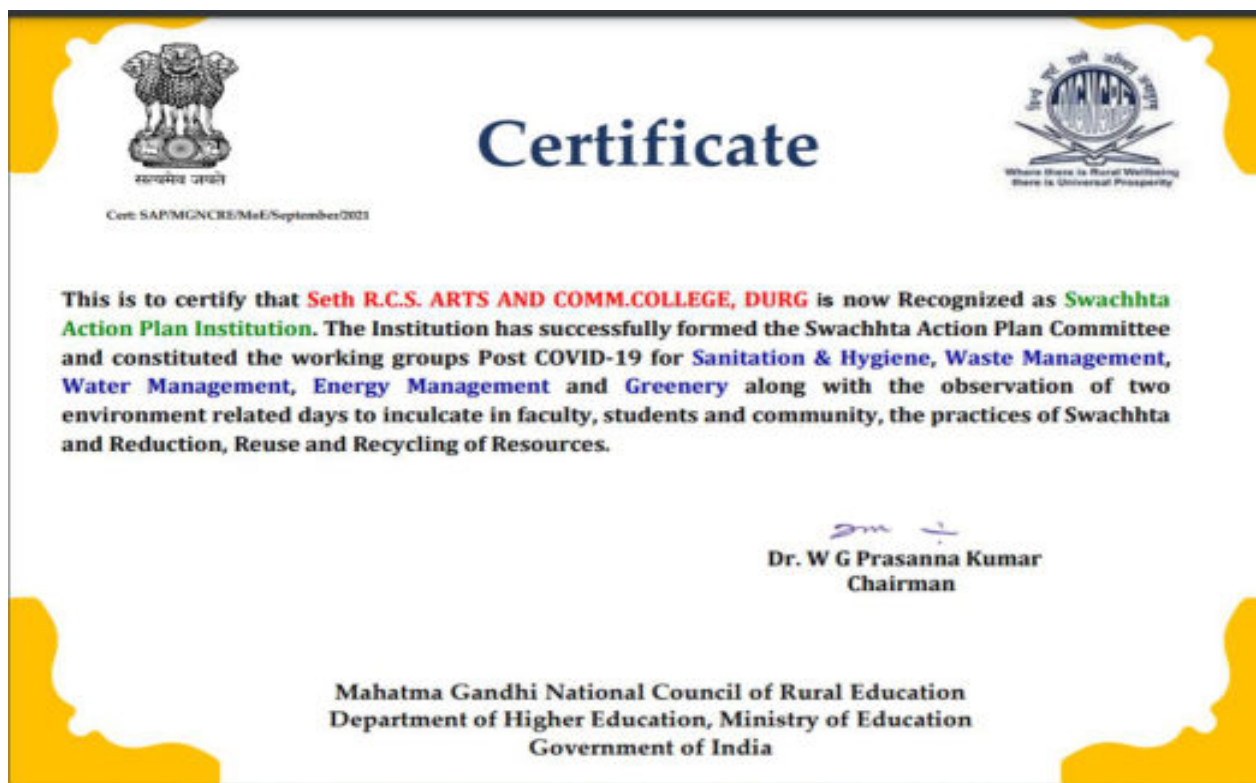 Certificate
सत्यमेव जयते
Where there is Rural Wellbeing
there is Universal Prosperity
Cert: SAP/MGNCRE/MoE/September/2021
This is to certify that Seth R.C.S. ARTS AND COMM.COLLEGE, DURG is now Recognized as Swachhta
Action Plan Institution. The Institution has successfully formed the Swachhta Action Plan Committee
and constituted the working groups Post COVID-19 for Sanitation & Hygiene, Waste Management,
Water Management, Energy Management and Greenery along with the observation of two
environment related days to inculcate in faculty, students and community, the practices of Swachhta
and Reduction, Reuse and Recycling of Resources.
Dr. W G Prasanna Kumar
Chairman
Mahatma Gandhi National Council of Rural Education
Department of Higher Education, Ministry of Education
Government of India